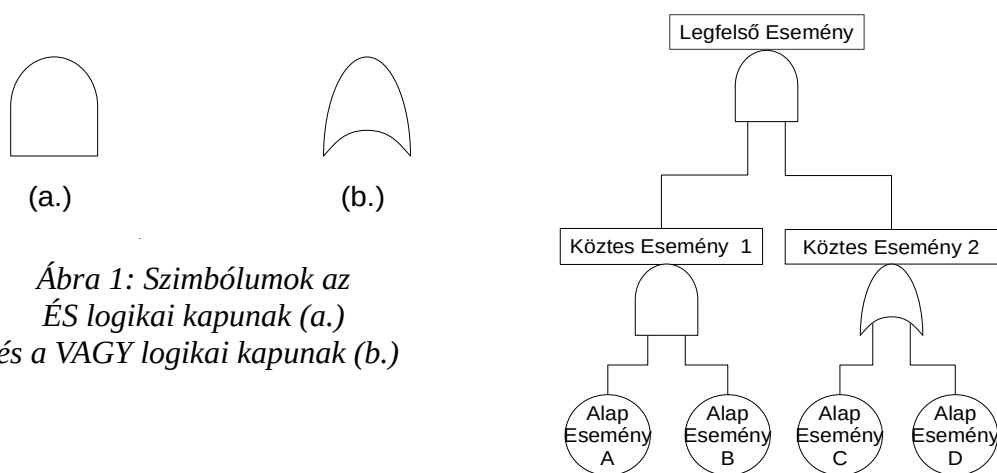 (a.)
(b.)
Ábra 1: Szimbólumok az
ÉS logikai kapunak (a.)
és a VAGY logikai kapunak (b.)
Legfelső Esemény
Köztes Esemény 1
Köztes Esemény 2
Alap
Esemény
A
Alap
Esemény
B
Alap
Esemény
C
Alap
Esemény
D